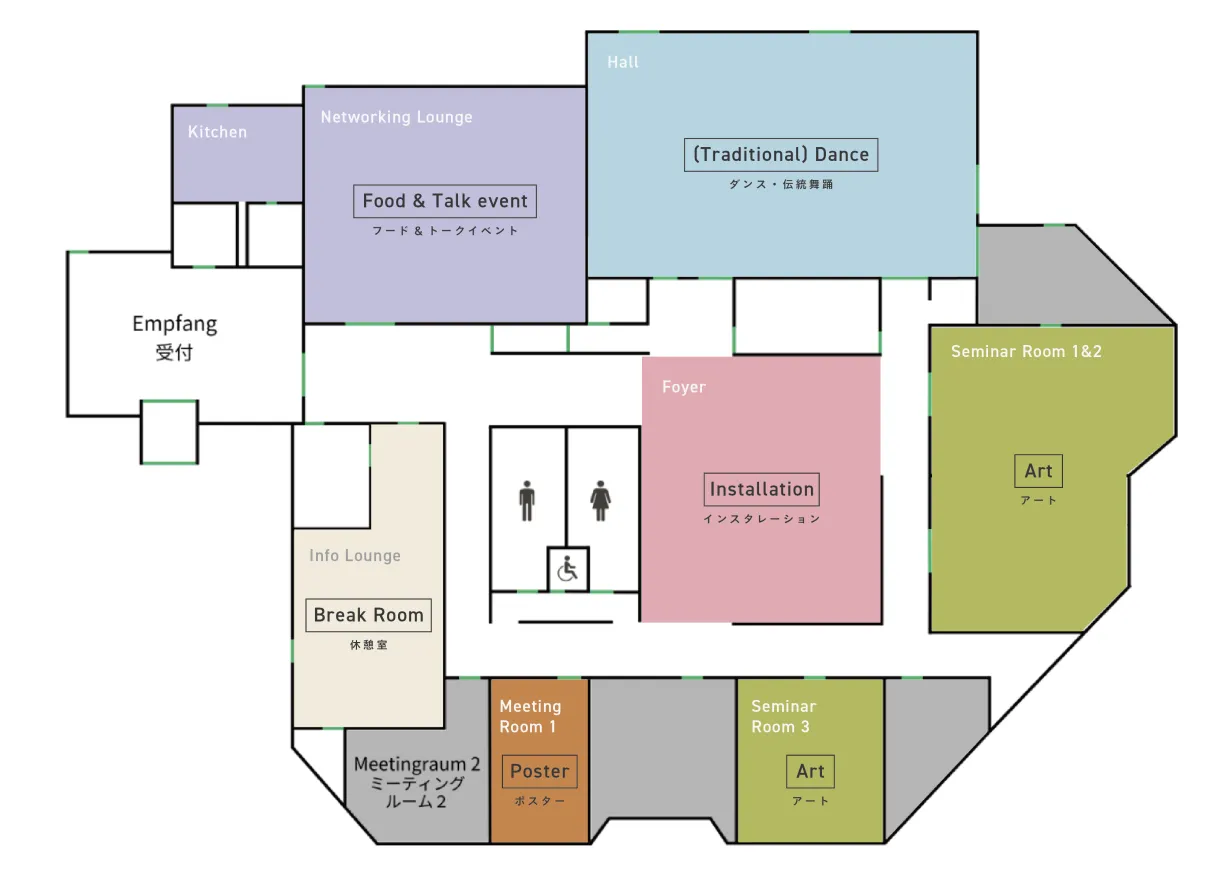 Hall
(Traditional) Dance
ダンス・伝統舞踊
Kitchen
Networking Lounge
Food & Talk event
フード & トークイベント
Empfang
受付
Foyer
Installation
インスタレーション
Seminar Room 1&2
Art
アート
Info Lounge
Break Room
休憩室
Meetingraum 2
ミーティング
ルーム2
Meeting
Room 1
Poster
ポスター
Seminar
Room 3
Art
アート